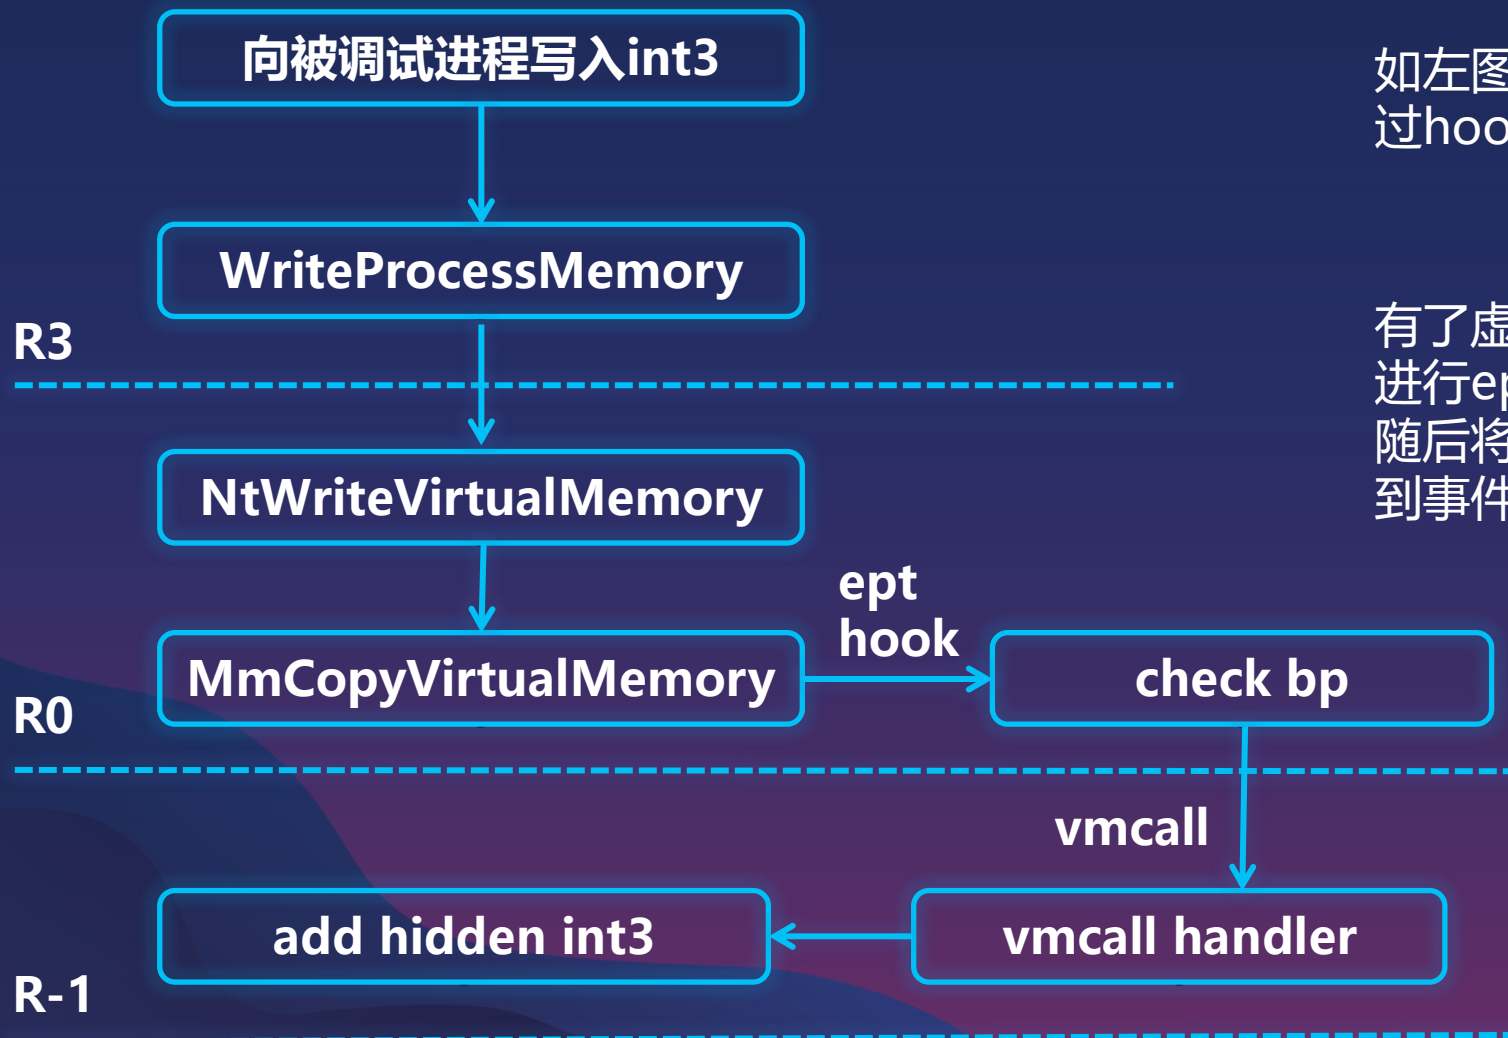 向被调试进程写入int3
WriteProcessMemory
R3
NtWriteVirtualMemory
ept
hook
MmCopyVirtualMemory
check bp
R0
vmcall
add hidden int3
vmcall handler
R-1
如左图
过hoo
有了虚
进行ep
随后将
到事件